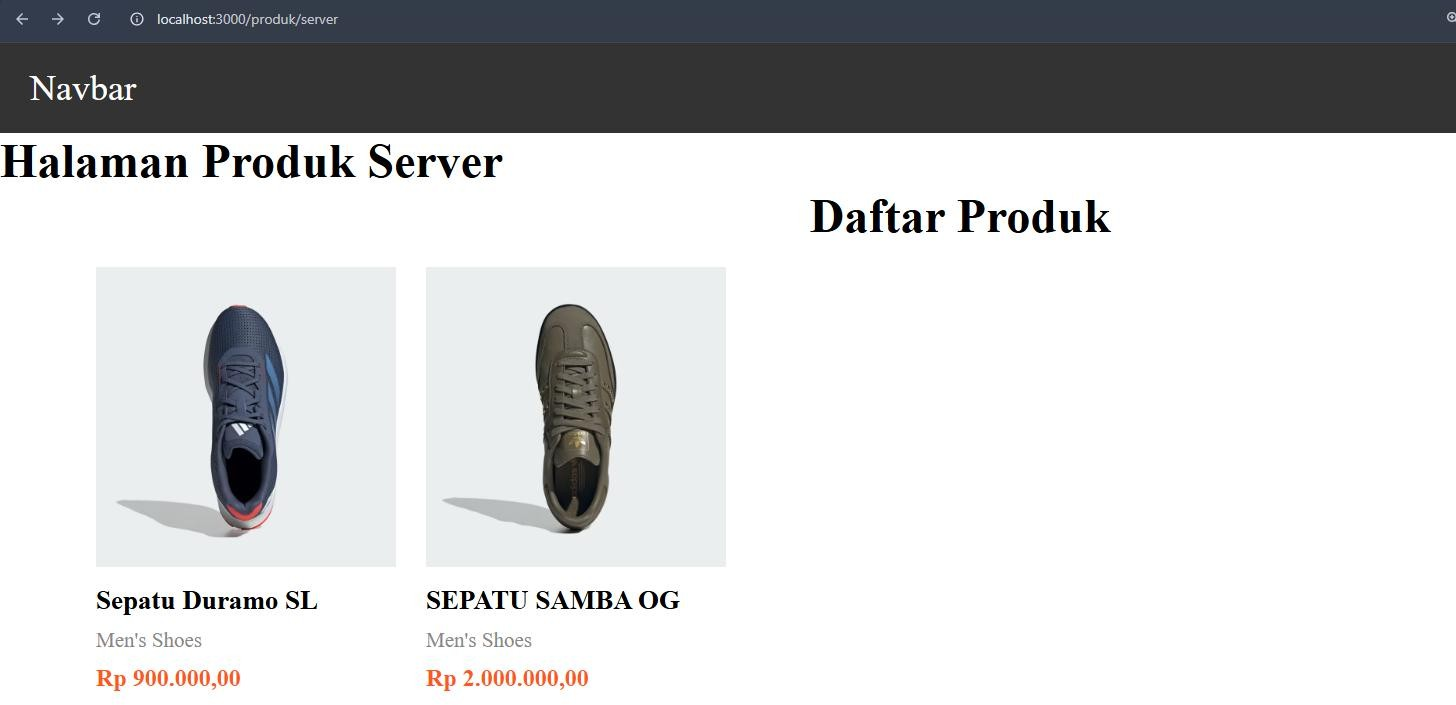 localhost:3000/produk/server
Navbar
Halaman Produk Server
Daftar Produk
Sepatu Duramo SL
Men's Shoes
Rp 900.000,00
SEPATU SAMBA OG
Men's Shoes
Rp 2.000.000,00